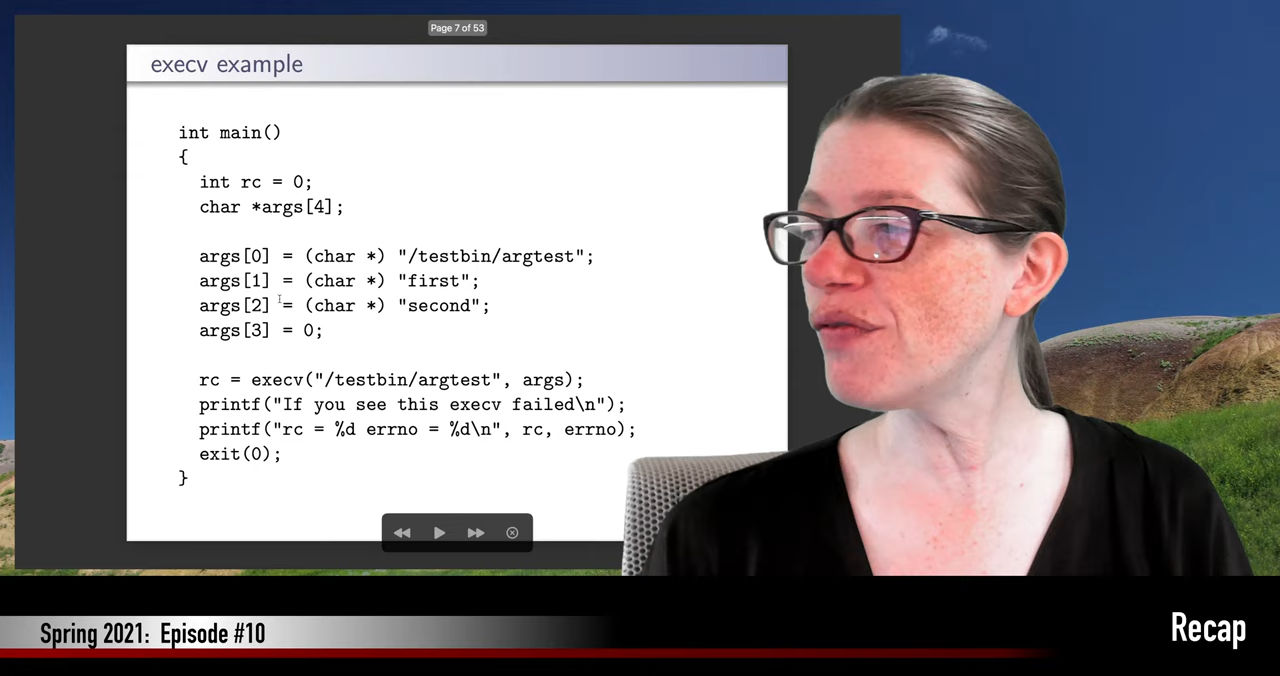 Page 7 of 53
execv example
int main()
{
int rc = 0;
char *args[4];
args[0] = (char *) "/testbin/argtest";
args[1] = (char *) "first";
args[2] = (char *) "second";
args[3] = 0;
rc = execv("/testbin/argtest", args);
printf("If you see this execv failed\n");
printf("rc = %d errno = %d\n", rc, errno);
exit(0);
}
Spring 2021: Episode #10
Recap